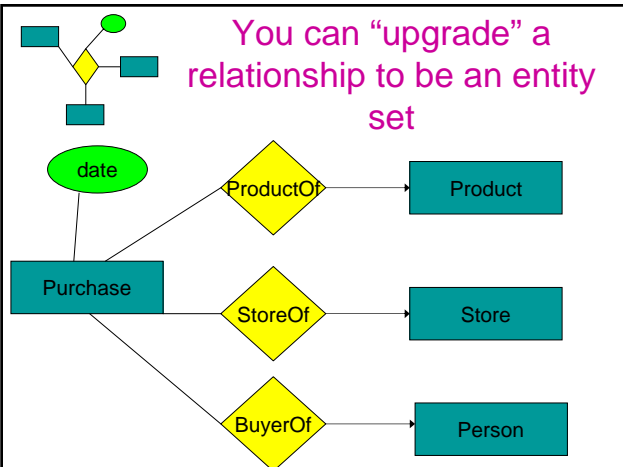 You can “upgrade” a
relationship to be an entity
set
date
ProductOf
Product
Purchase
StoreOf
Store
BuyerOf
Person